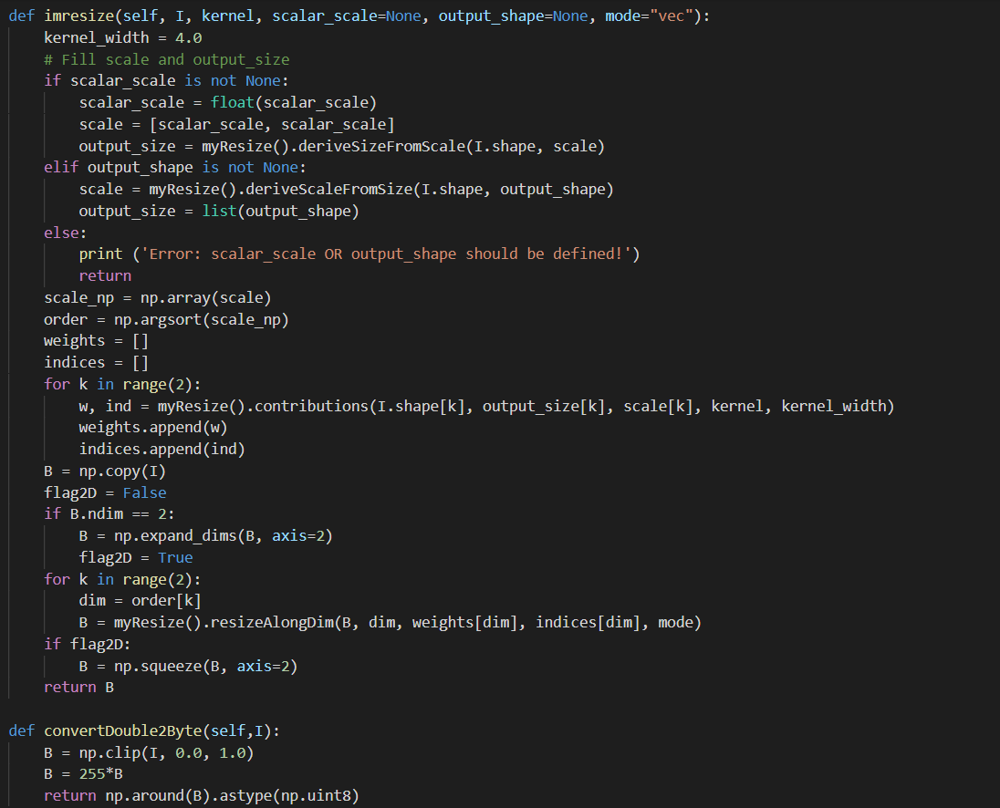 def imresize(self, I, kernel, scalar_scale=None, output_shape=None, mode="vec"):
    kernel_width = 4.0
    # Fill scale and output_size
    if scalar_scale is not None:
        scalar_scale = float(scalar_scale)
        scale = [scalar_scale, scalar_scale]
        output_size = myResize().deriveSizeFromScale(I.shape, scale)
    elif output_shape is not None:
        scale = myResize().deriveScaleFromSize(I.shape, output_shape)
        output_size = list(output_shape)
    else:
        print ('Error: scalar_scale OR output_shape should be defined!')
        return
    scale_np = np.array(scale)
    order = np.argsort(scale_np)
    weights = []
    indices = []
    for k in range(2):
        w, ind = myResize().contributions(I.shape[k], output_size[k], scale[k], kernel, kernel_width)
        weights.append(w)
        indices.append(ind)
    B = np.copy(I)
    flag2D = False
    if B.ndim == 2:
        B = np.expand_dims(B, axis=2)
        flag2D = True
    for k in range(2):
        dim = order[k]
        B = myResize().resizeAlongDim(B, dim, weights[dim], indices[dim], mode)
    if flag2D:
        B = np.squeeze(B, axis=2)
    return B

def convertDouble2Byte(self,I):
    B = np.clip(I, 0.0, 1.0)
    B = 255*B
    return np.around(B).astype(np.uint8)